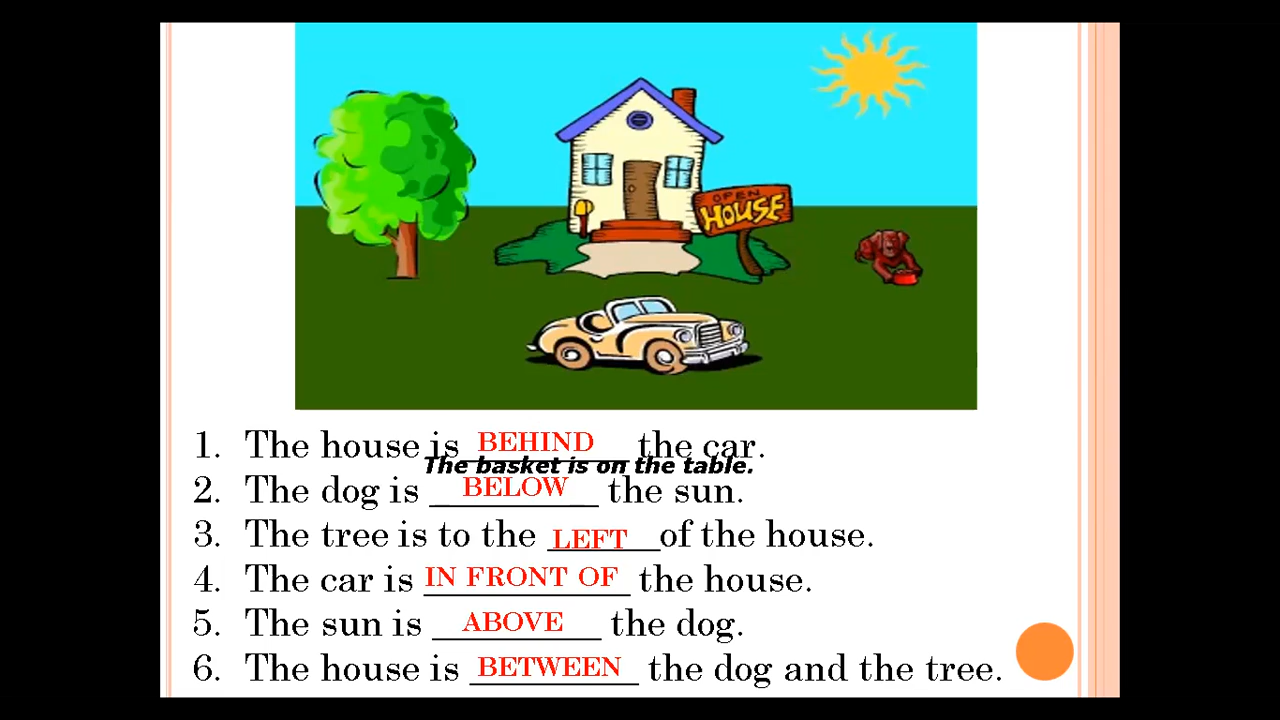 OPEN
HOUSE
1. The house is BEHIND the car.
The basket is on the table.
2. The dog is BELOW the sun.
3. The tree is to the LEFT of the house.
4. The car is IN FRONT OF the house.
5. The sun is ABOVE the dog.
6. The house is BETWEEN the dog and the tree.